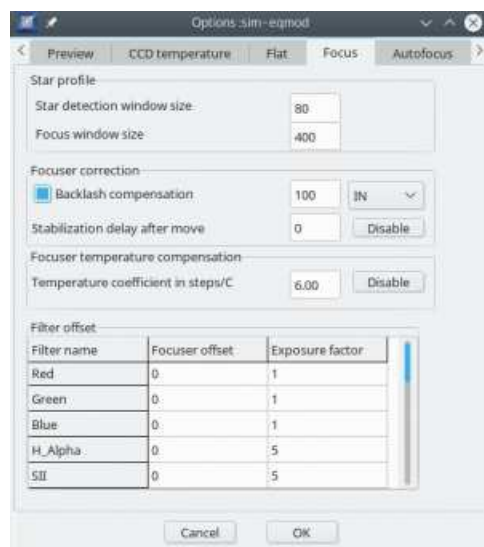 Options :sim-eqmod
Preview CCD temperature Flat Focus Autofocus
Star profile
Star detection window size 80
Focus window size 400
Focuser correction
Backlash compensation 100 IN
Stabilization delay after move 0 Disable
Focuser temperature compensation
Temperature coefficient in steps/C 6.00 Disable
Filter offset
Filter name Focuser offset Exposure factor
Red 0 1
Green 0 1
Blue 0 1
H_Alpha 0 5
SII 0 5
Cancel OK